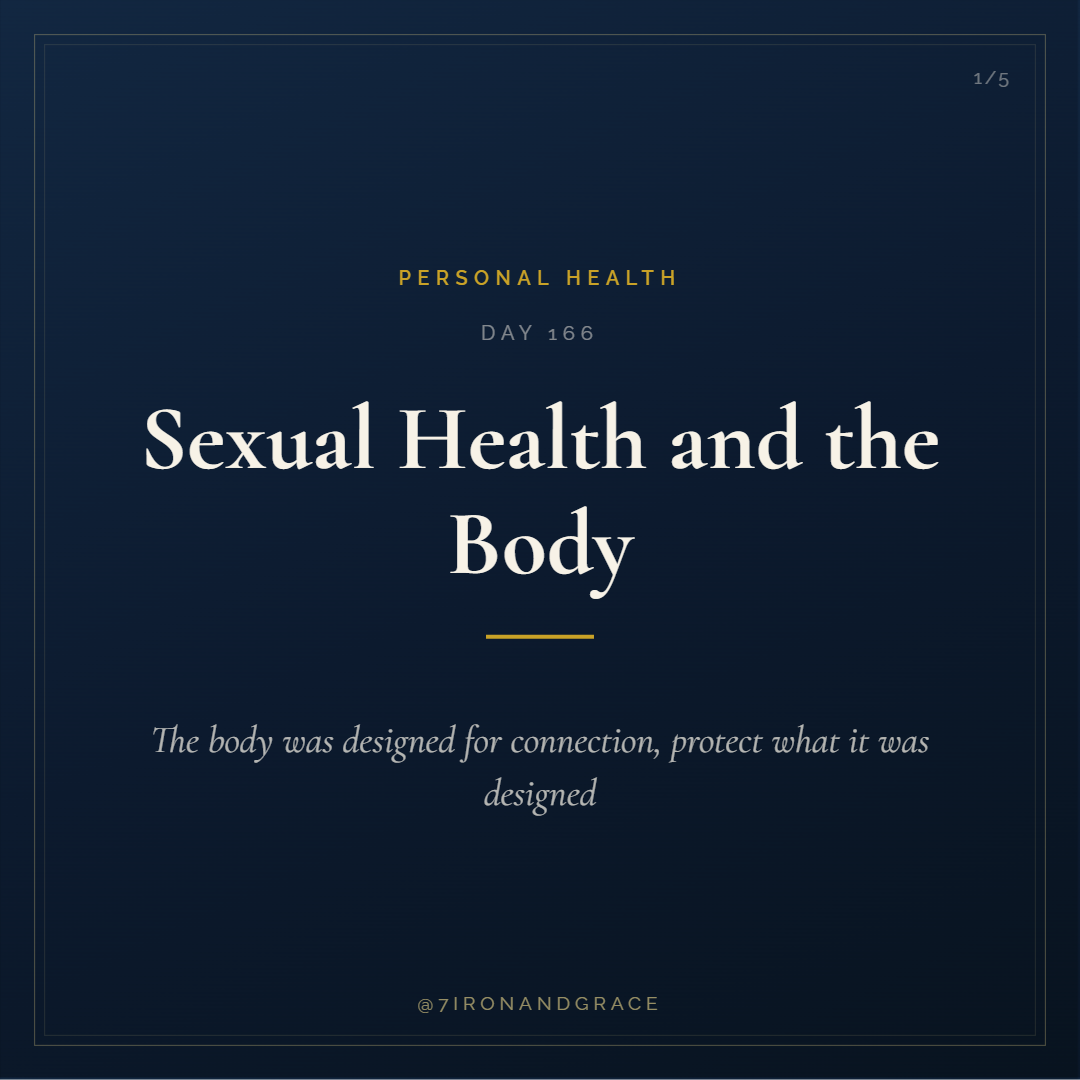 1/5
PERSONAL HEALTH
DAY 166
Sexual Health and the
Body
The body was designed for connection, protect what it was
designed
@7IRONANDGRACE